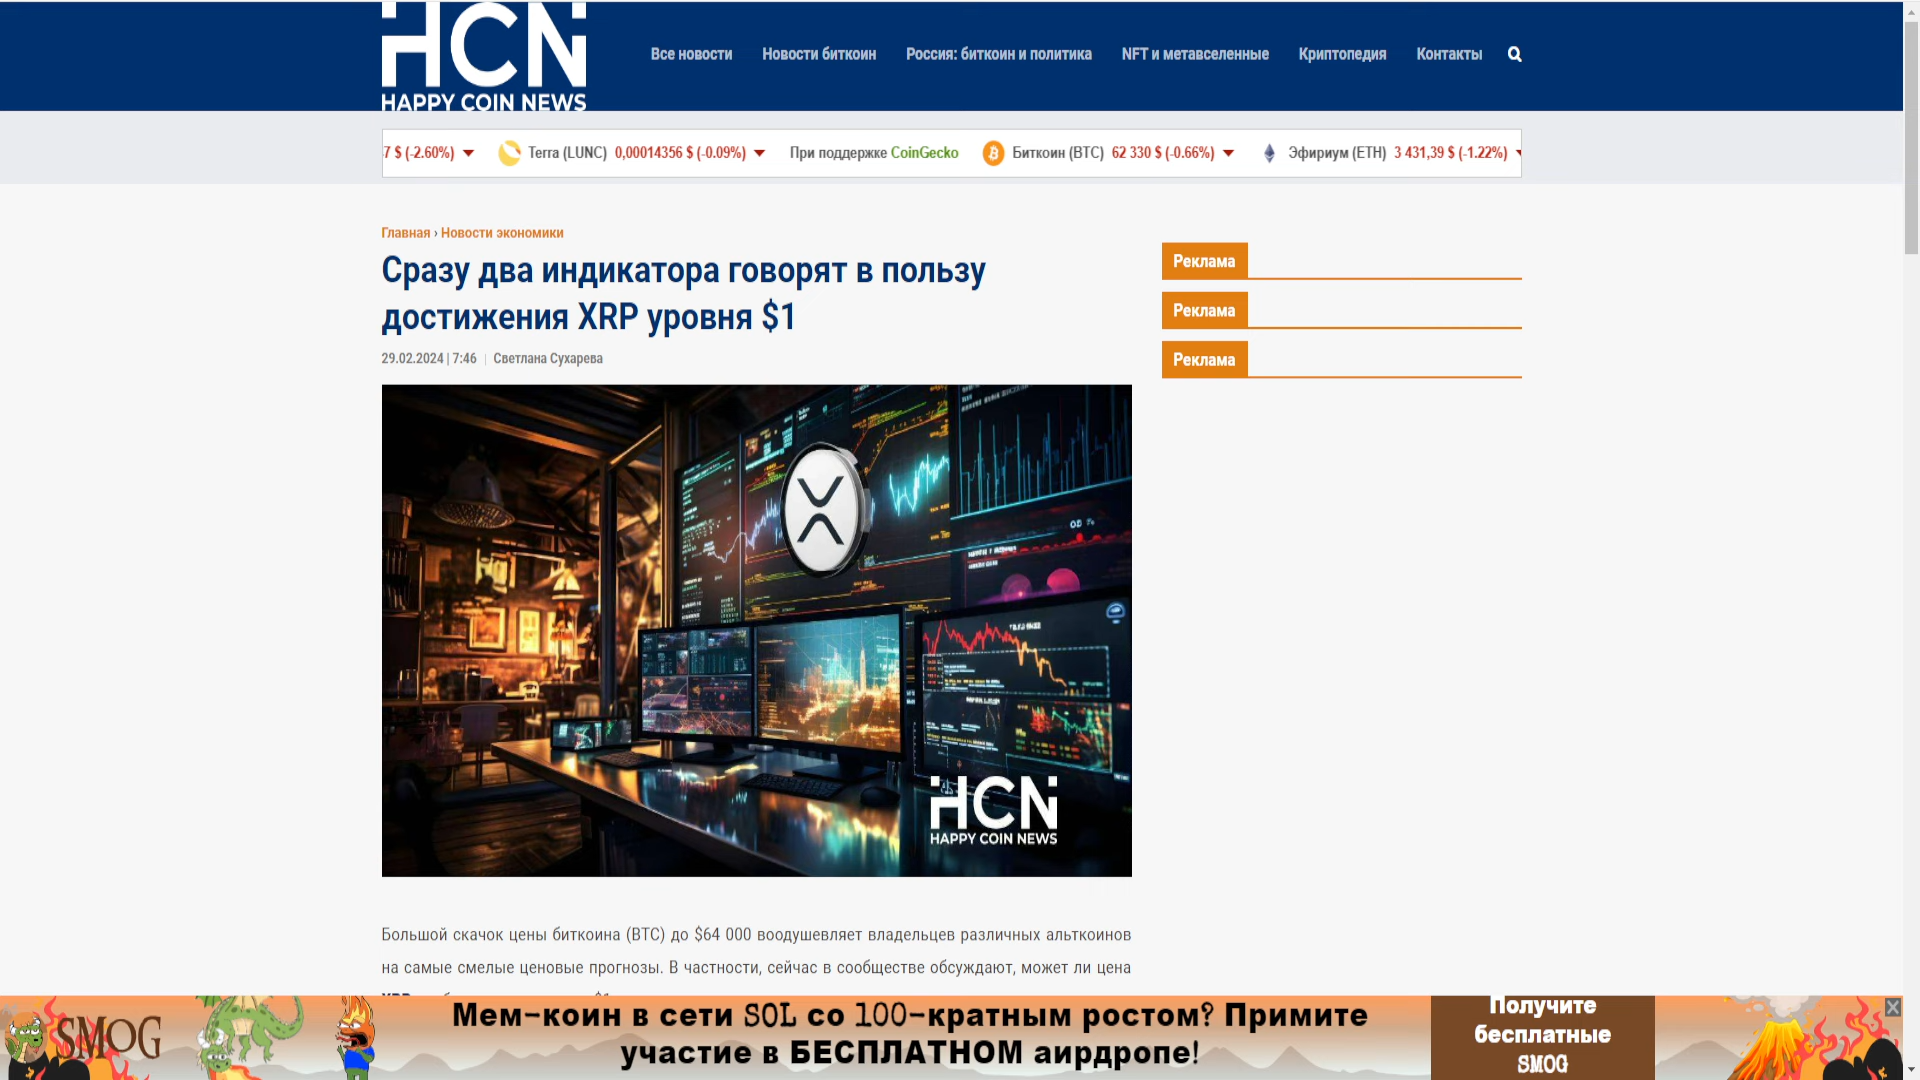 HCN
HAPPY COIN NEWS
Все новости
Новости биткоин
Россия: биткоин и политика
NFT и метавселенные
Криптопедия
Контакты
7 $ (-2.60%)
Terra (LUNC) 0,00014356 $ (-0.09%)
При поддержке CoinGecko
Биткоин (BTC) 62 330 $ (-0.66%)
Эфириум (ETH) 3 431,39 $ (-1.22%)
Главная › Новости экономики
Сразу два индикатора говорят в пользу
достижения XRP уровня $1
29.02.2024 | 7:46 | Светлана Сухарева
Реклама
Реклама
Реклама
HCN
HAPPY COIN NEWS
Большой скачок цены биткоина (BTC) до $64 000 воодушевляет владельцев различных альткоинов
на самые смелые ценовые прогнозы. В частности, сейчас в сообществе обсуждают, может ли цена
SMOG
Мем-коин в сети SOL со 100-кратным ростом? Примите
участие в БЕСПЛАТНОМ аирдропе!
Получите
бесплатные
SMOG